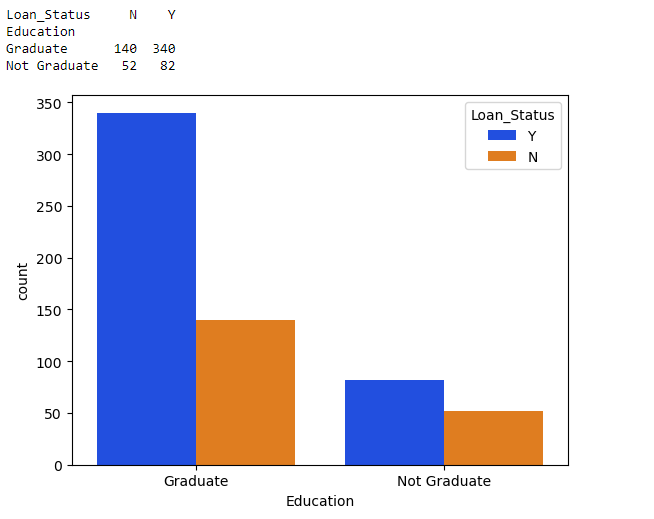 Loan_Status     N    Y
Education
Graduate      140  340
Not Graduate   52   82
350
300
250
200
150
100
50
0
count
Loan_Status
Y
N
Graduate
Not Graduate
Education